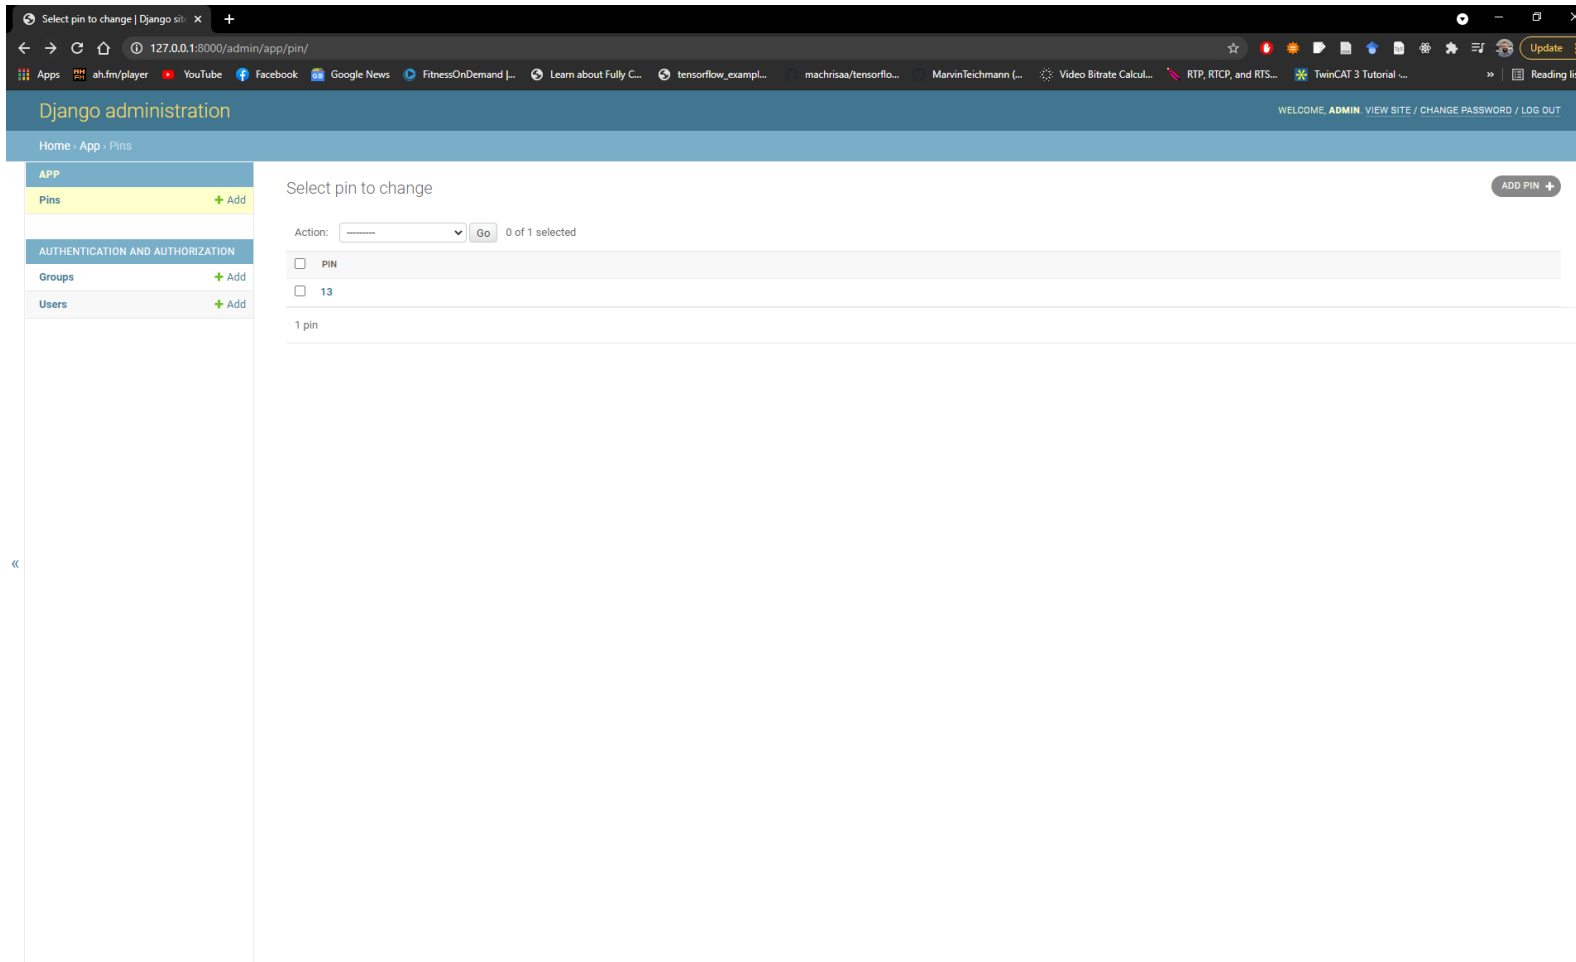 Select pin to change | Django sit
127.0.0.1:8000/admin/app/pin/
Update
Apps ah.fm/player YouTube Facebook Google News FitnessOnDemand |... Learn about Fully C... tensorflow_exampl... machrisaa/tensorflo... MarvinTeichmann (... Video Bitrate Calcul... RTP, RTCP, and RTS... TwinCAT 3 Tutorial -... » Reading lis
Django administration
WELCOME, ADMIN. VIEW SITE / CHANGE PASSWORD / LOG OUT
Home › App › Pins
APP
Pins + Add
AUTHENTICATION AND AUTHORIZATION
Groups + Add
Users + Add
«
Select pin to change
ADD PIN +
Action: --------- Go 0 of 1 selected
PIN
13
1 pin